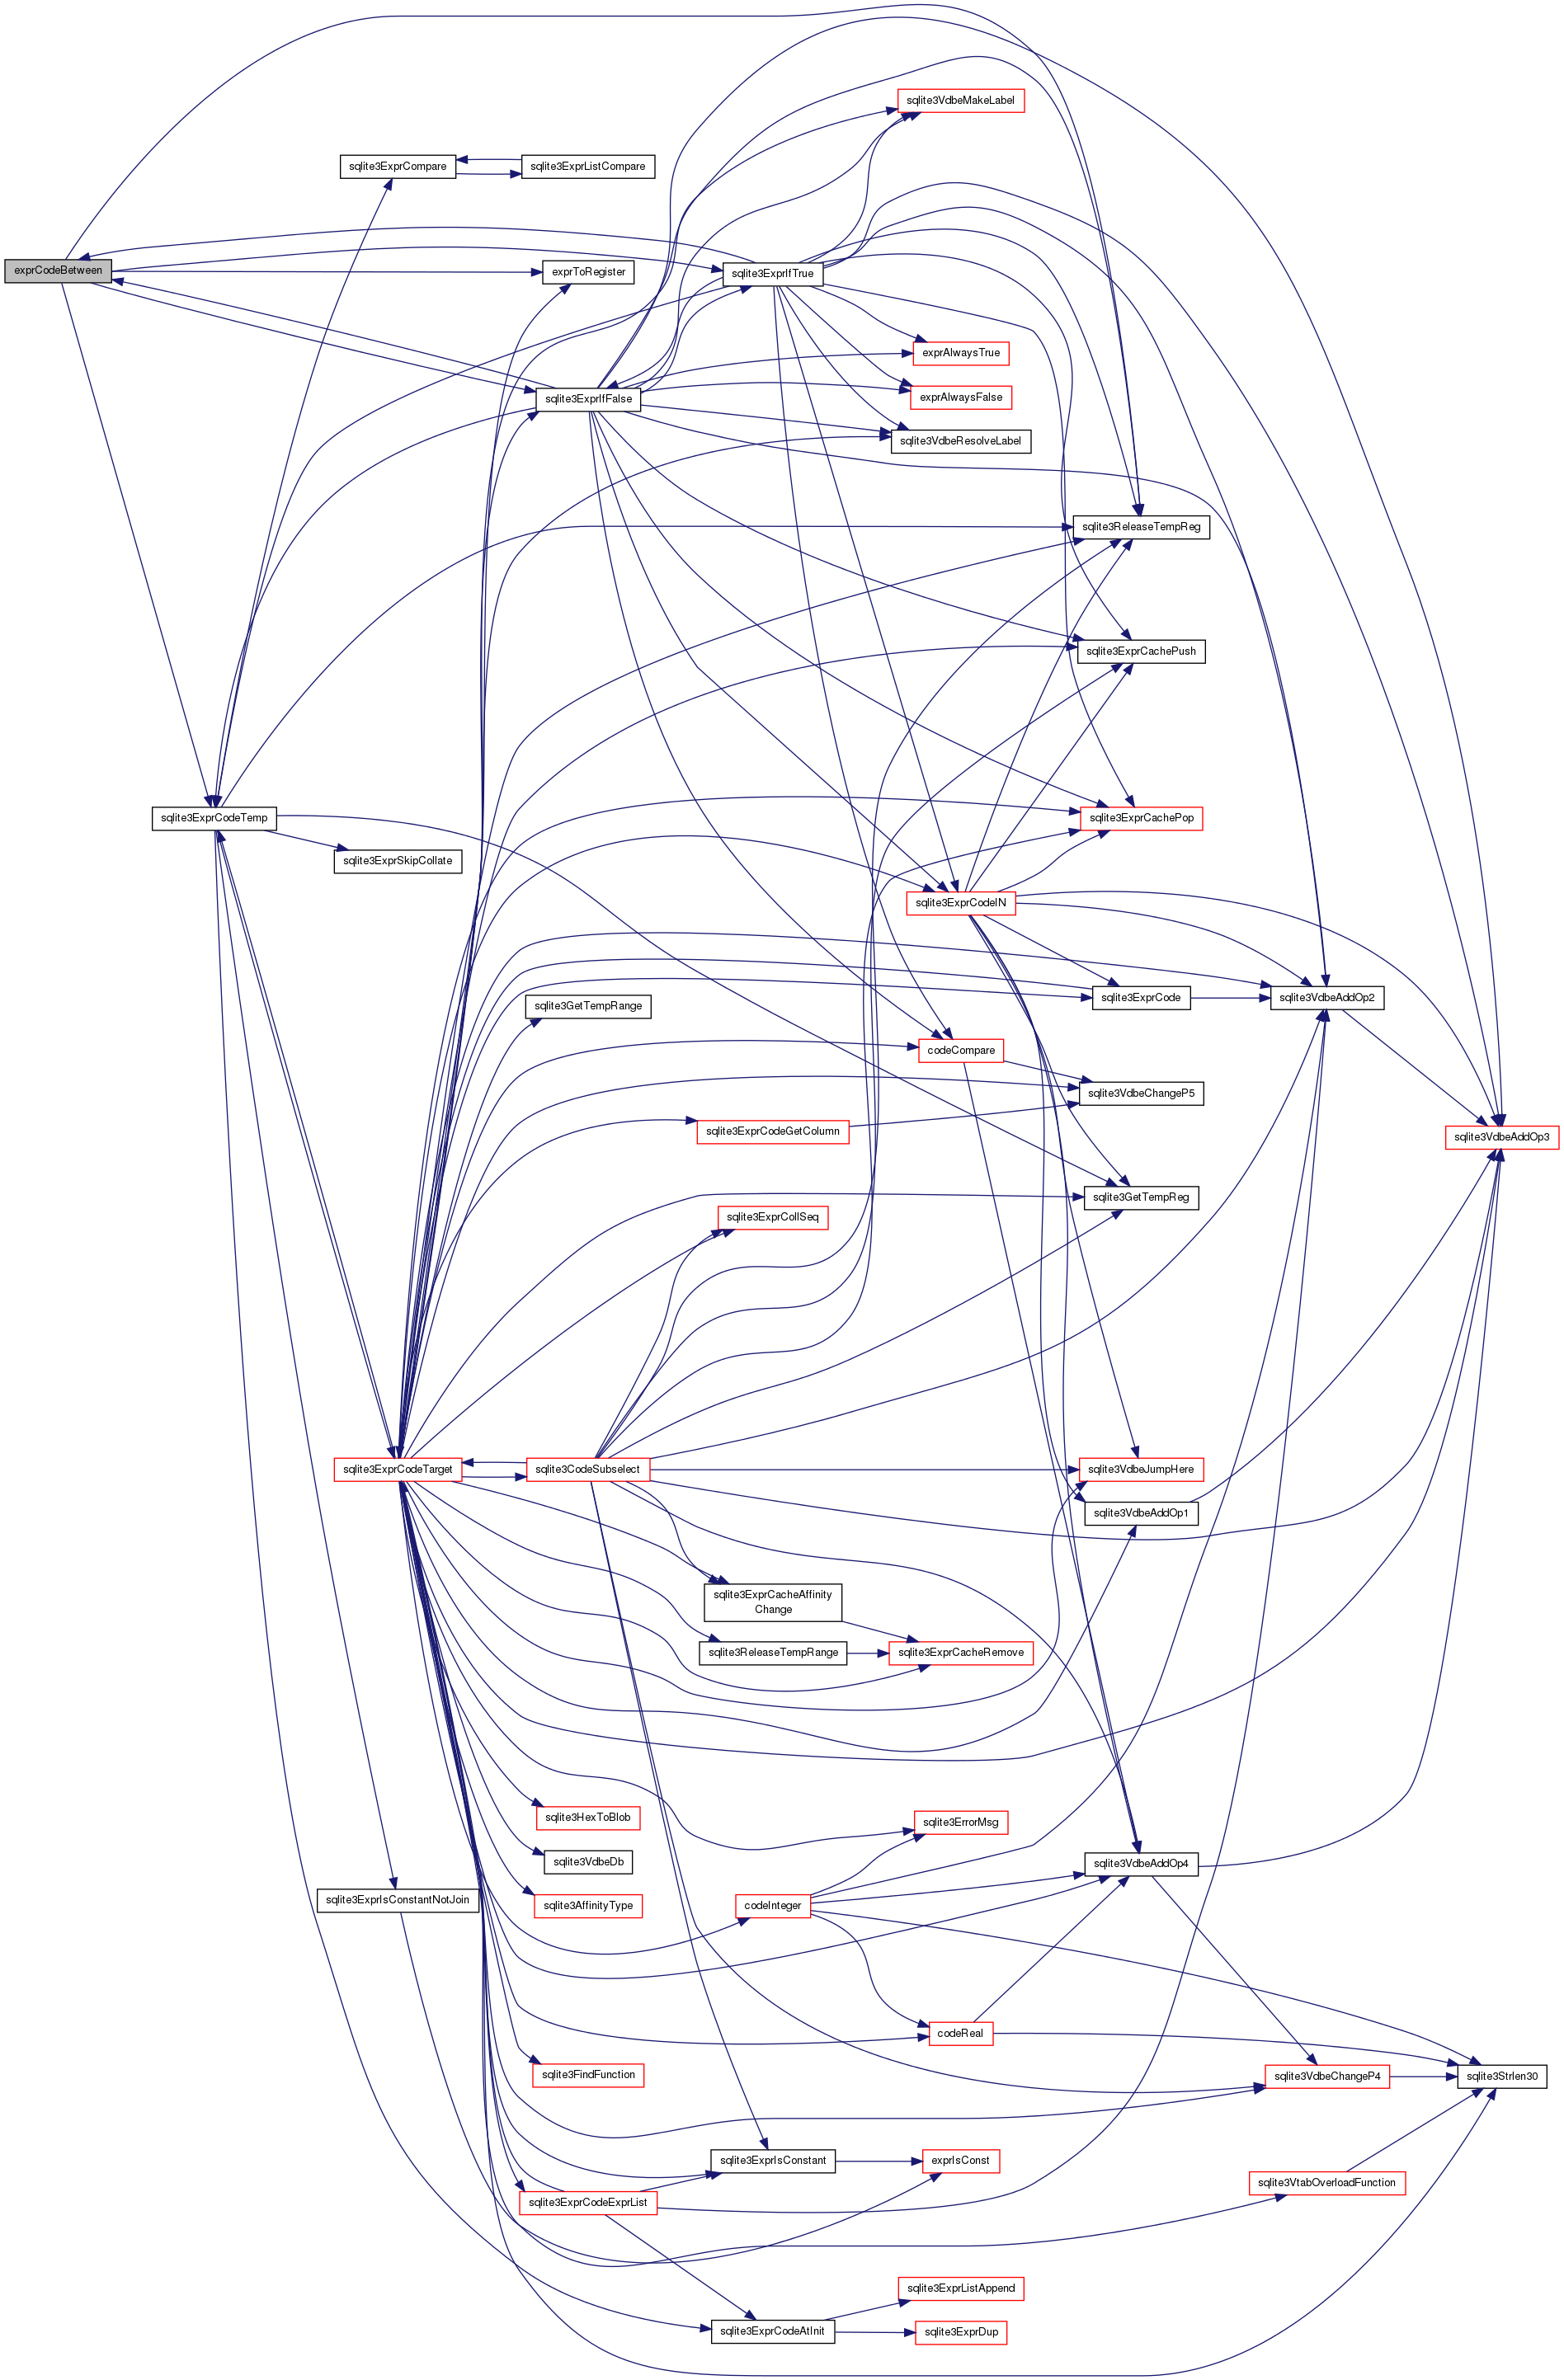 sqlite3VdbeMakeLabel
sqlite3ExprCompare
sqlite3ExprListCompare
exprCodeBetween
exprToRegister
sqlite3ExprIfTrue
exprAlwaysTrue
sqlite3ExprIfFalse
exprAlwaysFalse
sqlite3VdbeResolveLabel
sqlite3ReleaseTempReg
sqlite3ExprCachePush
sqlite3ExprCodeTemp
sqlite3ExprCachePop
sqlite3ExprSkipCollate
sqlite3ExprCodeIN
sqlite3GetTempRange
sqlite3ExprCode
sqlite3VdbeAddOp2
codeCompare
sqlite3VdbeChangeP5
sqlite3ExprCodeGetColumn
sqlite3VdbeAddOp3
sqlite3GetTempReg
sqlite3ExprCollSeq
sqlite3ExprCodeTarget
sqlite3CodeSubselect
sqlite3VdbeJumpHere
sqlite3VdbeAddOp1
sqlite3ExprCacheAffinity
Change
sqlite3ReleaseTempRange
sqlite3ExprCacheRemove
sqlite3HexToBlob
sqlite3ErrorMsg
sqlite3VdbeDb
sqlite3VdbeAddOp4
sqlite3ExprIsConstantNotJoin
sqlite3AffinityType
codeInteger
codeReal
sqlite3FindFunction
sqlite3VdbeChangeP4
sqlite3Strlen30
sqlite3ExprIsConstant
exprIsConst
sqlite3VtabOverloadFunction
sqlite3ExprCodeExprList
sqlite3ExprListAppend
sqlite3ExprCodeAtInit
sqlite3ExprDup